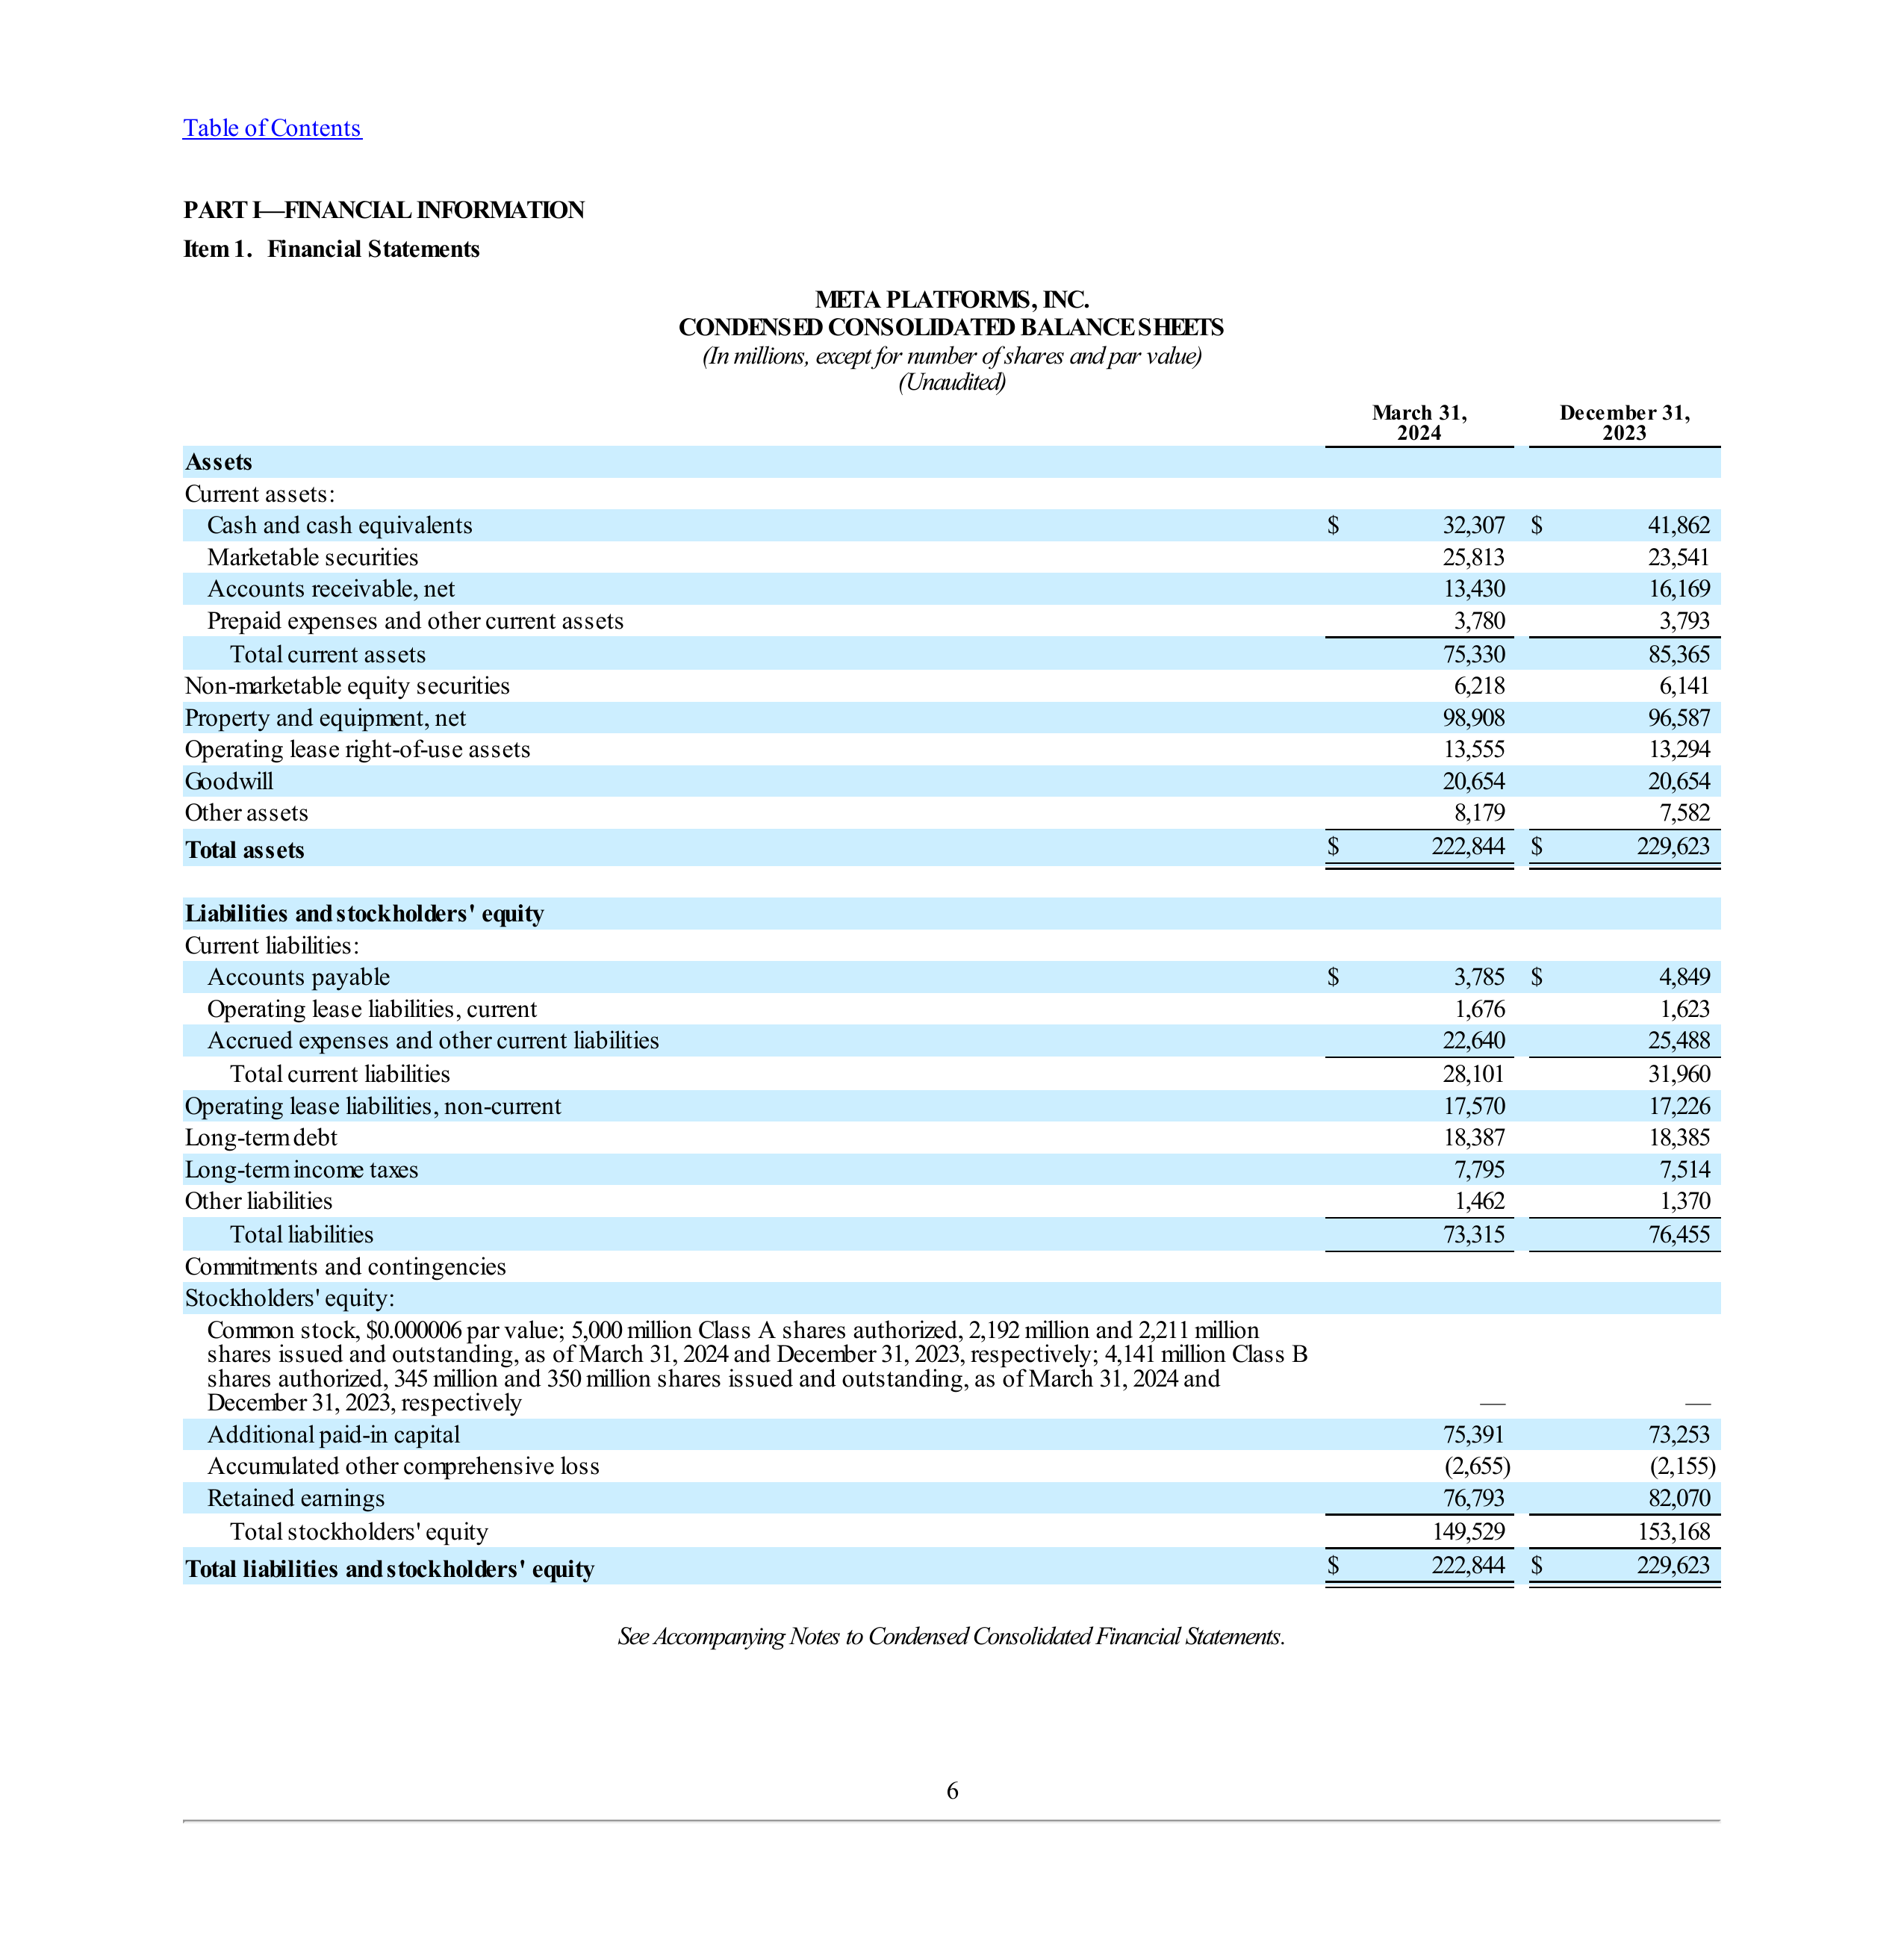 Table of Contents
PART I—FINANCIAL INFORMATION
Item 1. Financial Statements
META PLATFORMS, INC.
CONDENSED CONSOLIDATED BALANCE SHEETS
(In millions, except for number of shares and par value)
(Unaudited)
March 31, 2024 December 31, 2023
Assets
Current assets:
Cash and cash equivalents $ 32,307 $ 41,862
Marketable securities 25,813 23,541
Accounts receivable, net 13,430 16,169
Prepaid expenses and other current assets 3,780 3,793
Total current assets 75,330 85,365
Non-marketable equity securities 6,218 6,141
Property and equipment, net 98,908 96,587
Operating lease right-of-use assets 13,555 13,294
Goodwill 20,654 20,654
Other assets 8,179 7,582
Total assets $ 222,844 $ 229,623
Liabilities and stockholders' equity
Current liabilities:
Accounts payable $ 3,785 $ 4,849
Operating lease liabilities, current 1,676 1,623
Accrued expenses and other current liabilities 22,640 25,488
Total current liabilities 28,101 31,960
Operating lease liabilities, non-current 17,570 17,226
Long-term debt 18,387 18,385
Long-term income taxes 7,795 7,514
Other liabilities 1,462 1,370
Total liabilities 73,315 76,455
Commitments and contingencies
Stockholders' equity:
Common stock, $0.000006 par value; 5,000 million Class A shares authorized, 2,192 million and 2,211 million
shares issued and outstanding, as of March 31, 2024 and December 31, 2023, respectively; 4,141 million Class B
shares authorized, 345 million and 350 million shares issued and outstanding, as of March 31, 2024 and
December 31, 2023, respectively — —
Additional paid-in capital 75,391 73,253
Accumulated other comprehensive loss (2,655) (2,155)
Retained earnings 76,793 82,070
Total stockholders' equity 149,529 153,168
Total liabilities and stockholders' equity $ 222,844 $ 229,623
See Accompanying Notes to Condensed Consolidated Financial Statements.
6